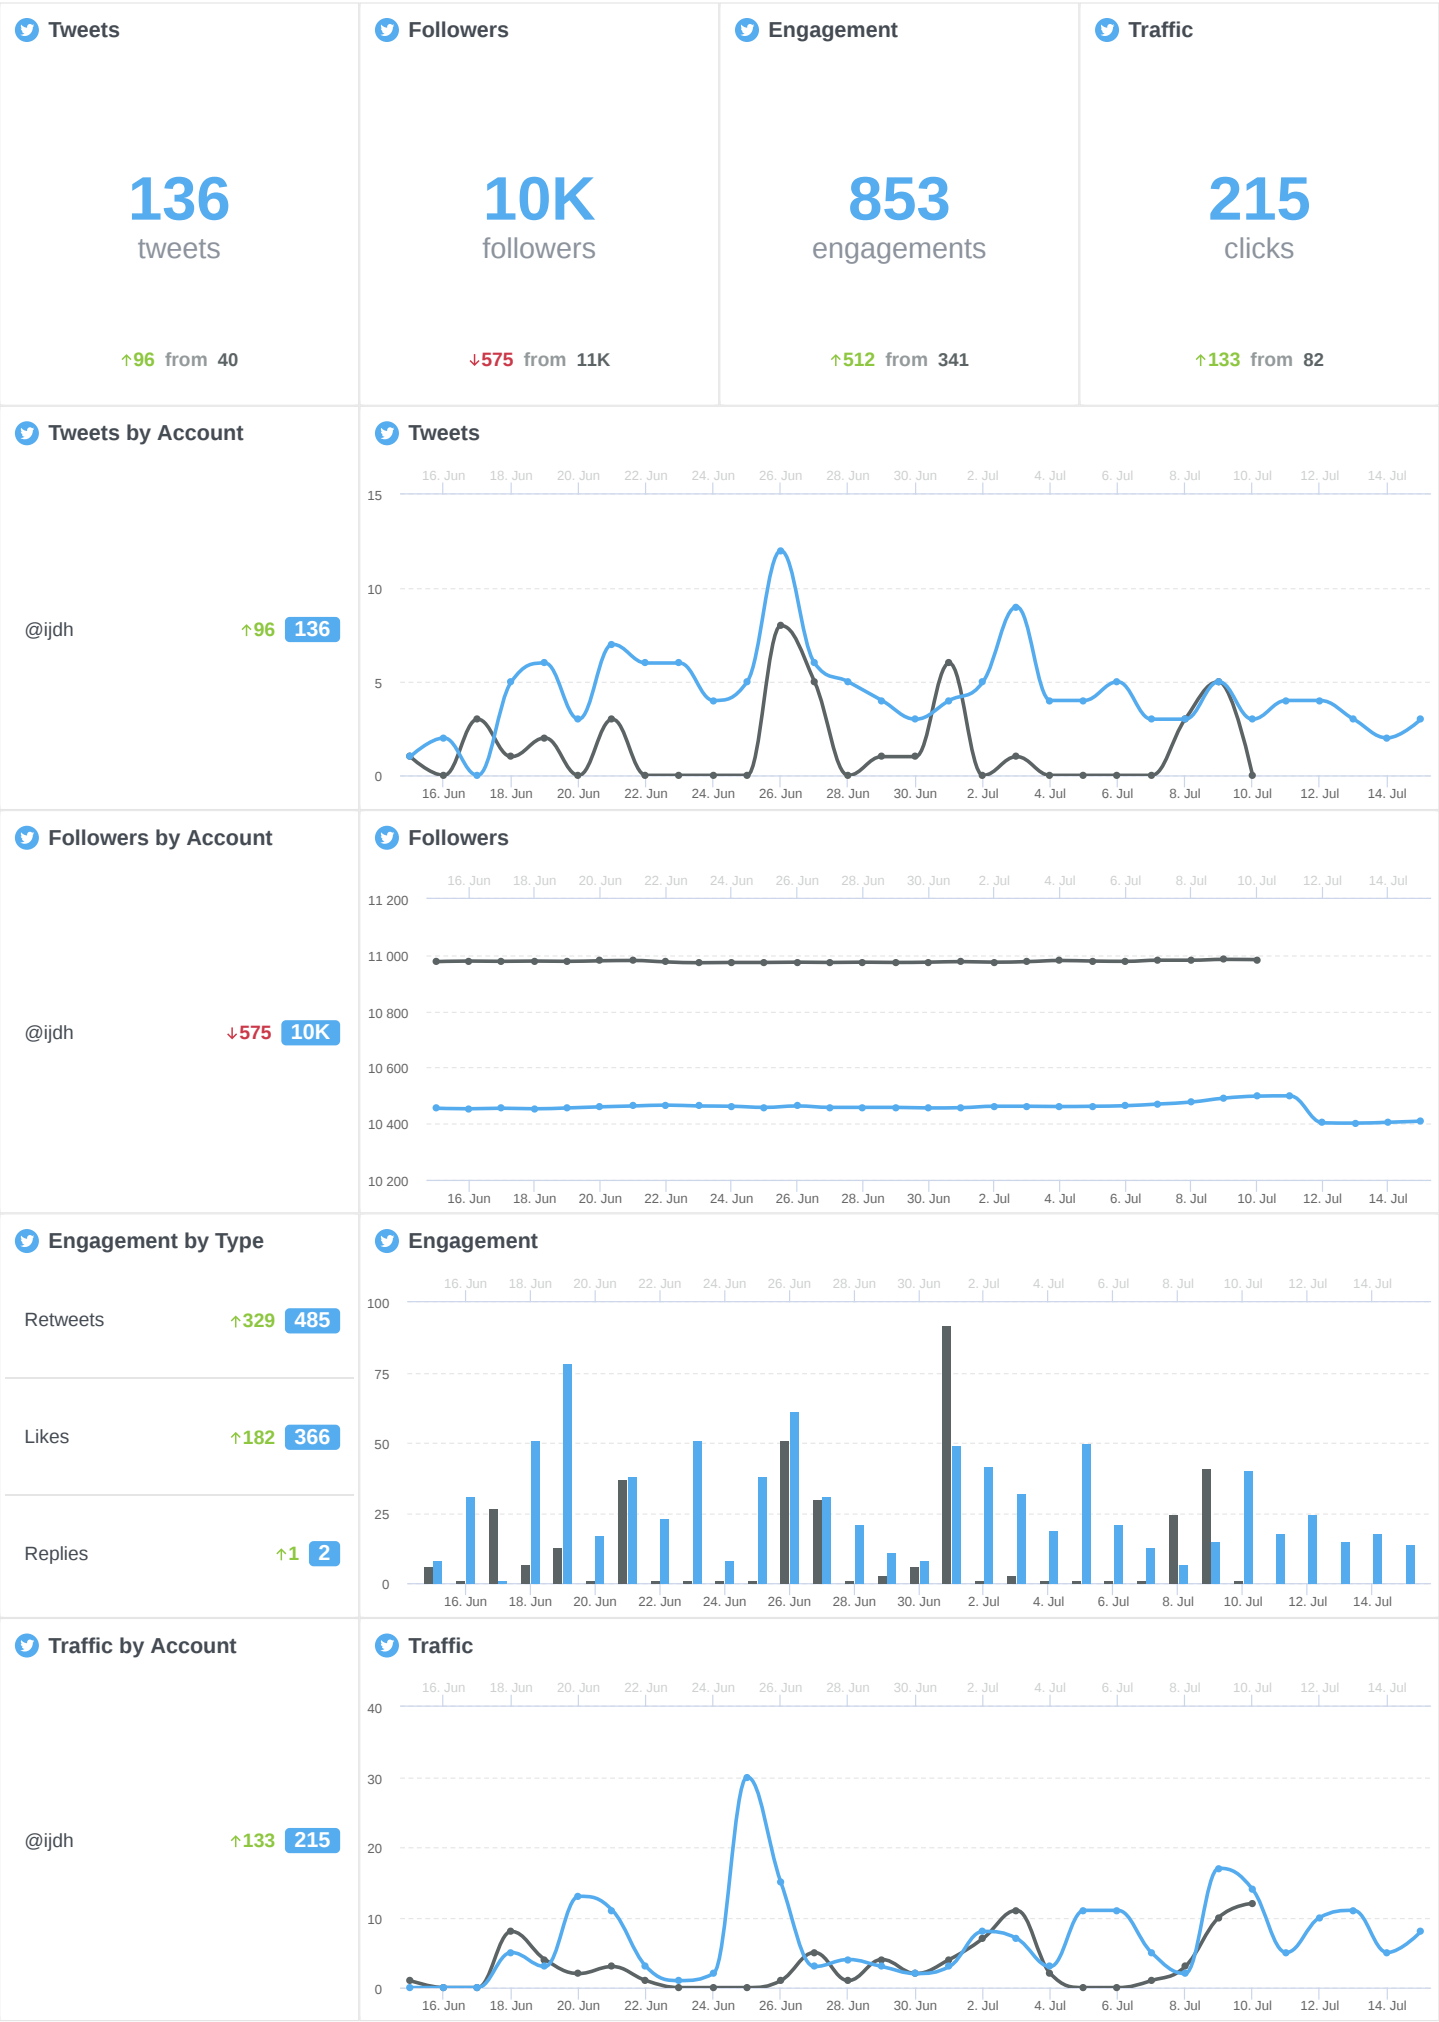 Tweets
136
tweets
↑96 from 40
Followers
10K
followers
↓575 from 11K
Engagement
853
engagements
↑512 from 341
Traffic
215
clicks
↑133 from 82
Tweets by Account
@ijdh ↑96 136
Tweets
16. Jun 18. Jun 20. Jun 22. Jun 24. Jun 26. Jun 28. Jun 30. Jun 2. Jul 4. Jul 6. Jul 8. Jul 10. Jul 12. Jul 14. Jul
15
10
5
0
16. Jun 18. Jun 20. Jun 22. Jun 24. Jun 26. Jun 28. Jun 30. Jun 2. Jul 4. Jul 6. Jul 8. Jul 10. Jul 12. Jul 14. Jul
Followers by Account
@ijdh ↓575 10K
Followers
16. Jun 18. Jun 20. Jun 22. Jun 24. Jun 26. Jun 28. Jun 30. Jun 2. Jul 4. Jul 6. Jul 8. Jul 10. Jul 12. Jul 14. Jul
11 200
11 000
10 800
10 600
10 400
10 200
16. Jun 18. Jun 20. Jun 22. Jun 24. Jun 26. Jun 28. Jun 30. Jun 2. Jul 4. Jul 6. Jul 8. Jul 10. Jul 12. Jul 14. Jul
Engagement by Type
Retweets ↑329 485
Likes ↑182 366
Replies ↑1 2
Engagement
16. Jun 18. Jun 20. Jun 22. Jun 24. Jun 26. Jun 28. Jun 30. Jun 2. Jul 4. Jul 6. Jul 8. Jul 10. Jul 12. Jul 14. Jul
100
75
50
25
0
16. Jun 18. Jun 20. Jun 22. Jun 24. Jun 26. Jun 28. Jun 30. Jun 2. Jul 4. Jul 6. Jul 8. Jul 10. Jul 12. Jul 14. Jul
Traffic by Account
@ijdh ↑133 215
Traffic
16. Jun 18. Jun 20. Jun 22. Jun 24. Jun 26. Jun 28. Jun 30. Jun 2. Jul 4. Jul 6. Jul 8. Jul 10. Jul 12. Jul 14. Jul
40
30
20
10
0
16. Jun 18. Jun 20. Jun 22. Jun 24. Jun 26. Jun 28. Jun 30. Jun 2. Jul 4. Jul 6. Jul 8. Jul 10. Jul 12. Jul 14. Jul